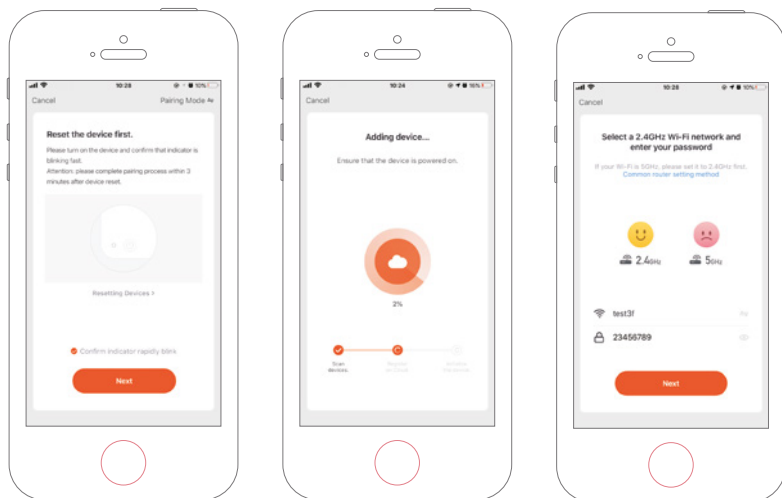 10:28
10%
Cancel
Pairing Mode
Reset the device first.
Please turn on the device and confirm that indicator is
blinking fast.
Attention: please complete pairing process within 3
minutes after device reset.
Resetting Devices >
Confirm indicator rapidly blink
Next
10:24
16%
Cancel
Adding device...
Ensure that the device is powered on.
2%
Scan
devices.
10:28
10%
Cancel
Select a 2.4GHz Wi-Fi network and
enter your password
If your Wi-Fi is 5GHz, please set it to 2.4GHz first.
Common router setting method
2.4GHz
5GHz
test3f
23456789
Next